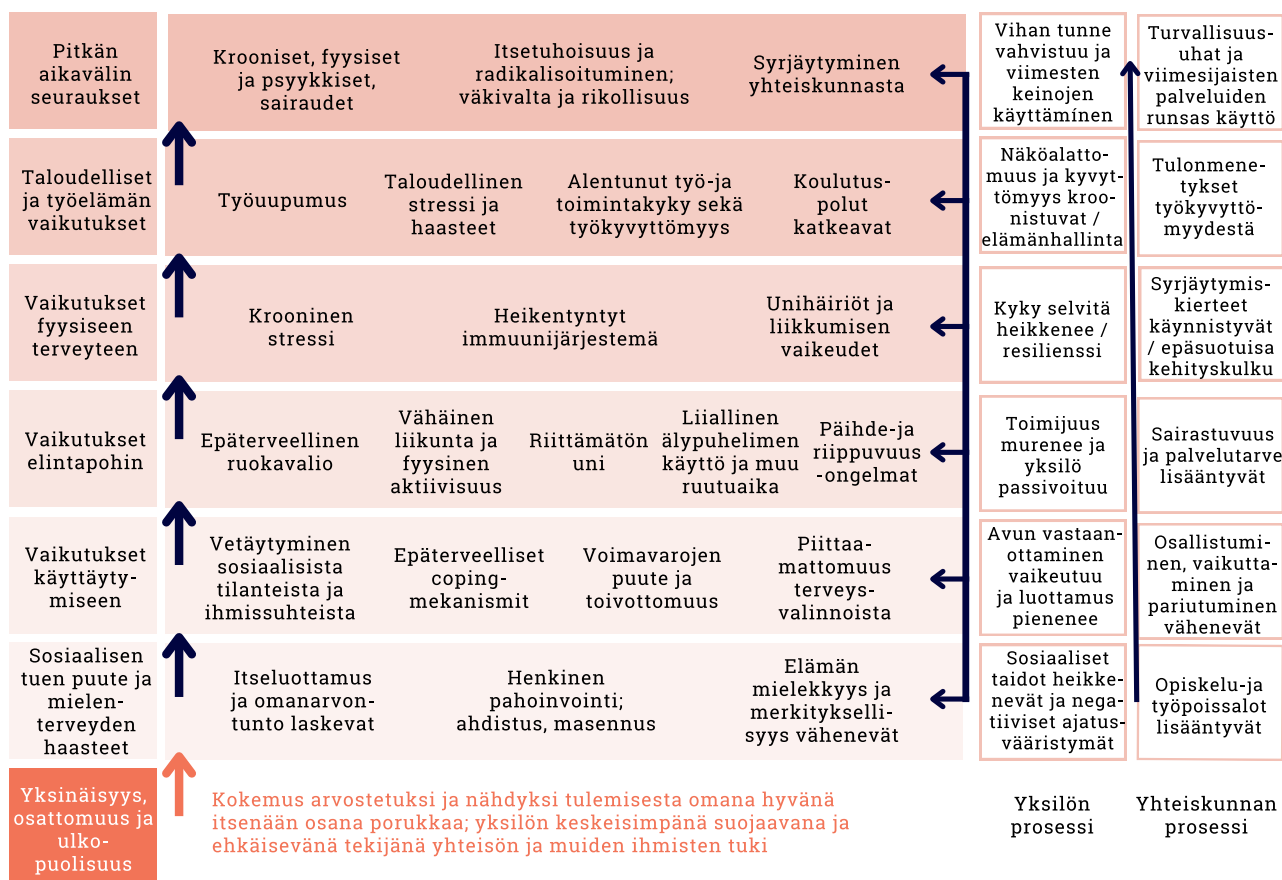 Pitkän
aikavälin
seuraukset
Krooniset, fyysiset
ja psyykkiset,
sairaudet
Itsetuhoisuus ja
radikalisoituminen;
väkivalta ja rikollisuus
Syrjäytyminen
yhteiskunnasta
Vihan tunne
vahvistuu ja
viimesten
keinojen
käyttämínen
Turvallisuus-
uhat ja
viimesijaisten
palveluiden
runsas käyttö
Taloudelliset
ja työelämän
vaikutukset
Työuupumus
Taloudellinen
stressi ja
haasteet
Alentunut työ-ja
toimintakyky sekä
työkyvyttömyys
Koulutus-
polut
katkeavat
Näköalatto-
muus ja kyvyt-
tömyys kroo-
nistuvat /
elämänhallinta
Tulonmene-
tykset
työkyvyttö-
myydestä
Vaikutukset
fyysiseen
terveyteen
Krooninen
stressi
Heikentyntyt
immuunijärjestemä
Unihäiriöt ja
liikkumisen
vaikeudet
Kyky selvitä
heikkenee /
resilienssi
Syrjäytymis-
kierteet
käynnistyvät
/ epäsuotuisa
kehityskulku
Vaikutukset
elintapohin
Epäterveellinen
ruokavalio
Vähäinen
liikunta ja
fyysinen
aktiivisuus
Riittämätön
uni
Liiallinen
älypuhelimen
käyttö ja muu
ruutuaika
Päihde-ja
riippuvuus
-ongelmat
Toimijuus
murenee ja
yksilö
passivoituu
Sairastuvuus
ja palvelutarve
lisääntyvät
Vaikutukset
käyttäyty-
miseen
Vetäytyminen
sosiaalisista
tilanteista ja
ihmissuhteista
Epäterveelliset
coping-
mekanismit
Voimavarojen
puute ja
toivottomuus
Piittaa-
mattomuus
terveys-
valinnoista
Avun vastaan-
ottaminen
vaikeutuu
ja luottamus
pienenee
Osallistumi-
nen, vaikutta-
minen ja
pariutuminen
vähenevät
Sosiaalisen
tuen puute ja
mielen-
terveyden
haasteet
Itseluottamus
ja omanarvon-
tunto laskevat
Henkinen
pahoinvointi;
ahdistus, masennus
Elämän
mielekkyys ja
merkitykselli-
syys vähenevät
Sosiaaliset
taidot heikke-
nevät ja nega-
tiiviset ajatus-
vääristymät
Opiskelu-ja
työpoissalot
lisääntyvät
Yksinäisyys,
osattomuus ja
ulko-
puolisuus
Kokemus arvostetuksi ja nähdyksi tulemisesta omana hyvänä
itsenään osana porukkaa; yksilön keskeisimpänä suojaavana ja
ehkäisevänä tekijänä yhteisön ja muiden ihmisten tuki
Yksilön
prosessi
Yhteiskunnan
prosessi